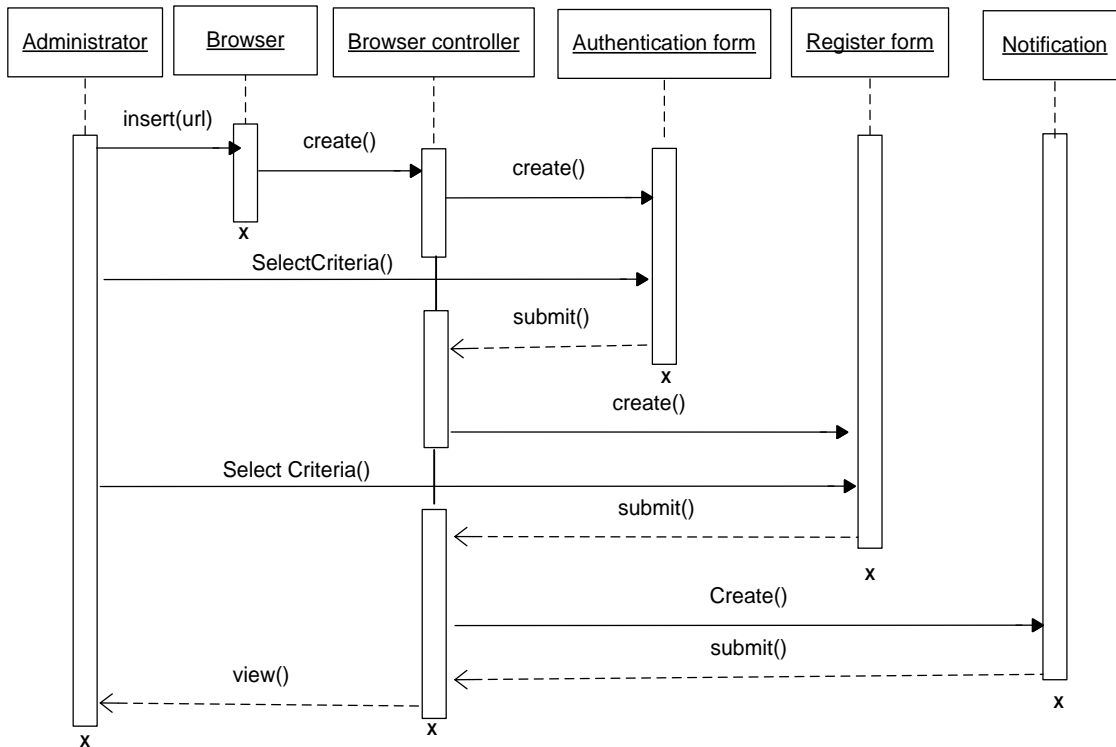 Administrator
Browser
Browser controller
Authentication form
Register form
Notification
insert(url)
create()
create()
X
SelectCriteria()
submit()
X
create()
Select Criteria()
submit()
X
Create()
submit()
view()
X
X
X